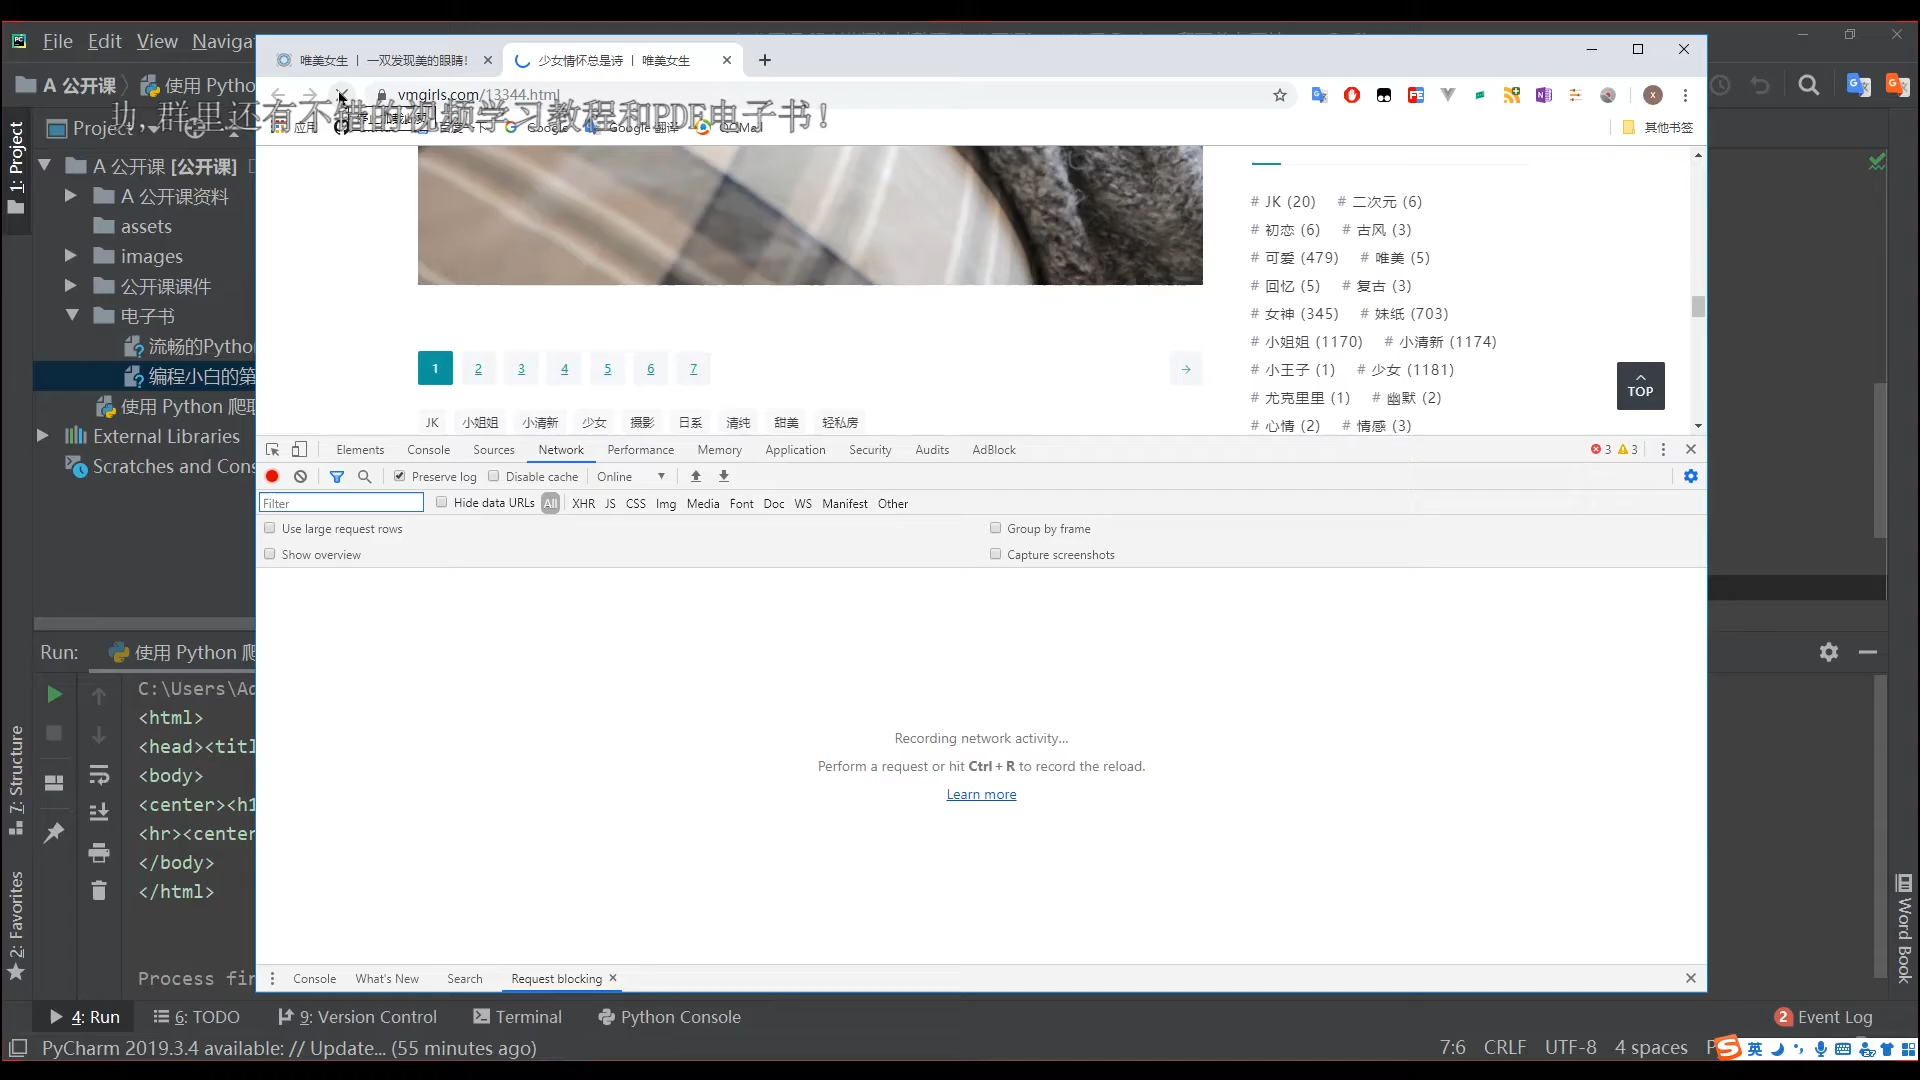 File Edit View Naviga
唯美女生 | 一双发现美的眼睛!
少女情怀总是诗 | 唯美女生
A 公开课
使用 Pytho
vmgirls.com/13344.html
功,群里还有不错的视频学习教程和PDF电子书!
应用
百度一下
Google
Google 翻译
QQMail
其他书签
1: Project
Project
A 公开课 [公开课]
A 公开课资料
assets
images
公开课课件
电子书
流畅的Pytho
编程小白的第
使用 Python 爬取
External Libraries
Scratches and Cons
# JK (20) # 二次元 (6)
# 初恋 (6) # 古风 (3)
# 可爱 (479) # 唯美 (5)
# 回忆 (5) # 复古 (3)
# 女神 (345) # 妹纸 (703)
# 小姐姐 (1170) # 小清新 (1174)
# 小王子 (1) # 少女 (1181)
# 尤克里里 (1) # 幽默 (2)
# 心情 (2) # 情感 (3)
TOP
1 2 3 4 5 6 7 →
JK 小姐姐 小清新 少女 摄影 日系 清纯 甜美 轻私房
Elements Console Sources Network Performance Memory Application Security Audits AdBlock 3 3
Preserve log Disable cache Online
Filter Hide data URLs All XHR JS CSS Img Media Font Doc WS Manifest Other
Use large request rows Group by frame
Show overview Capture screenshots
Recording network activity...
Perform a request or hit Ctrl + R to record the reload.
Learn more
Console What's New Search Request blocking
Run: 使用 Python 爬
C:\Users\Ad
<html>
<head><titl
<body>
<center><h1
<hr><center
</body>
</html>
Process fin
7: Structure
2: Favorites
Word Book
4: Run 6: TODO 9: Version Control Terminal Python Console 2 Event Log
PyCharm 2019.3.4 available: // Update... (55 minutes ago) 7:6 CRLF UTF-8 4 spaces
英